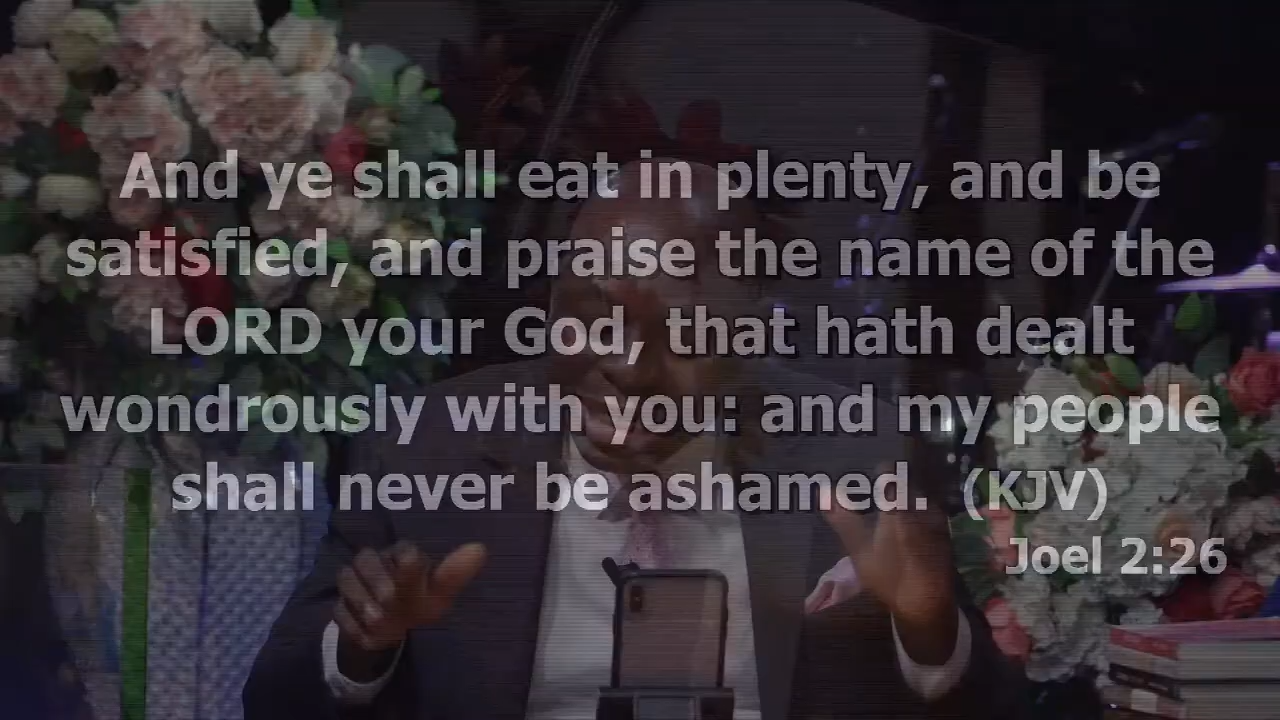 And ye shall eat in plenty, and be
satisfied, and praise the name of the
LORD your God, that hath dealt
wondrously with you: and my people
shall never be ashamed. (KJV)
Joel 2:26